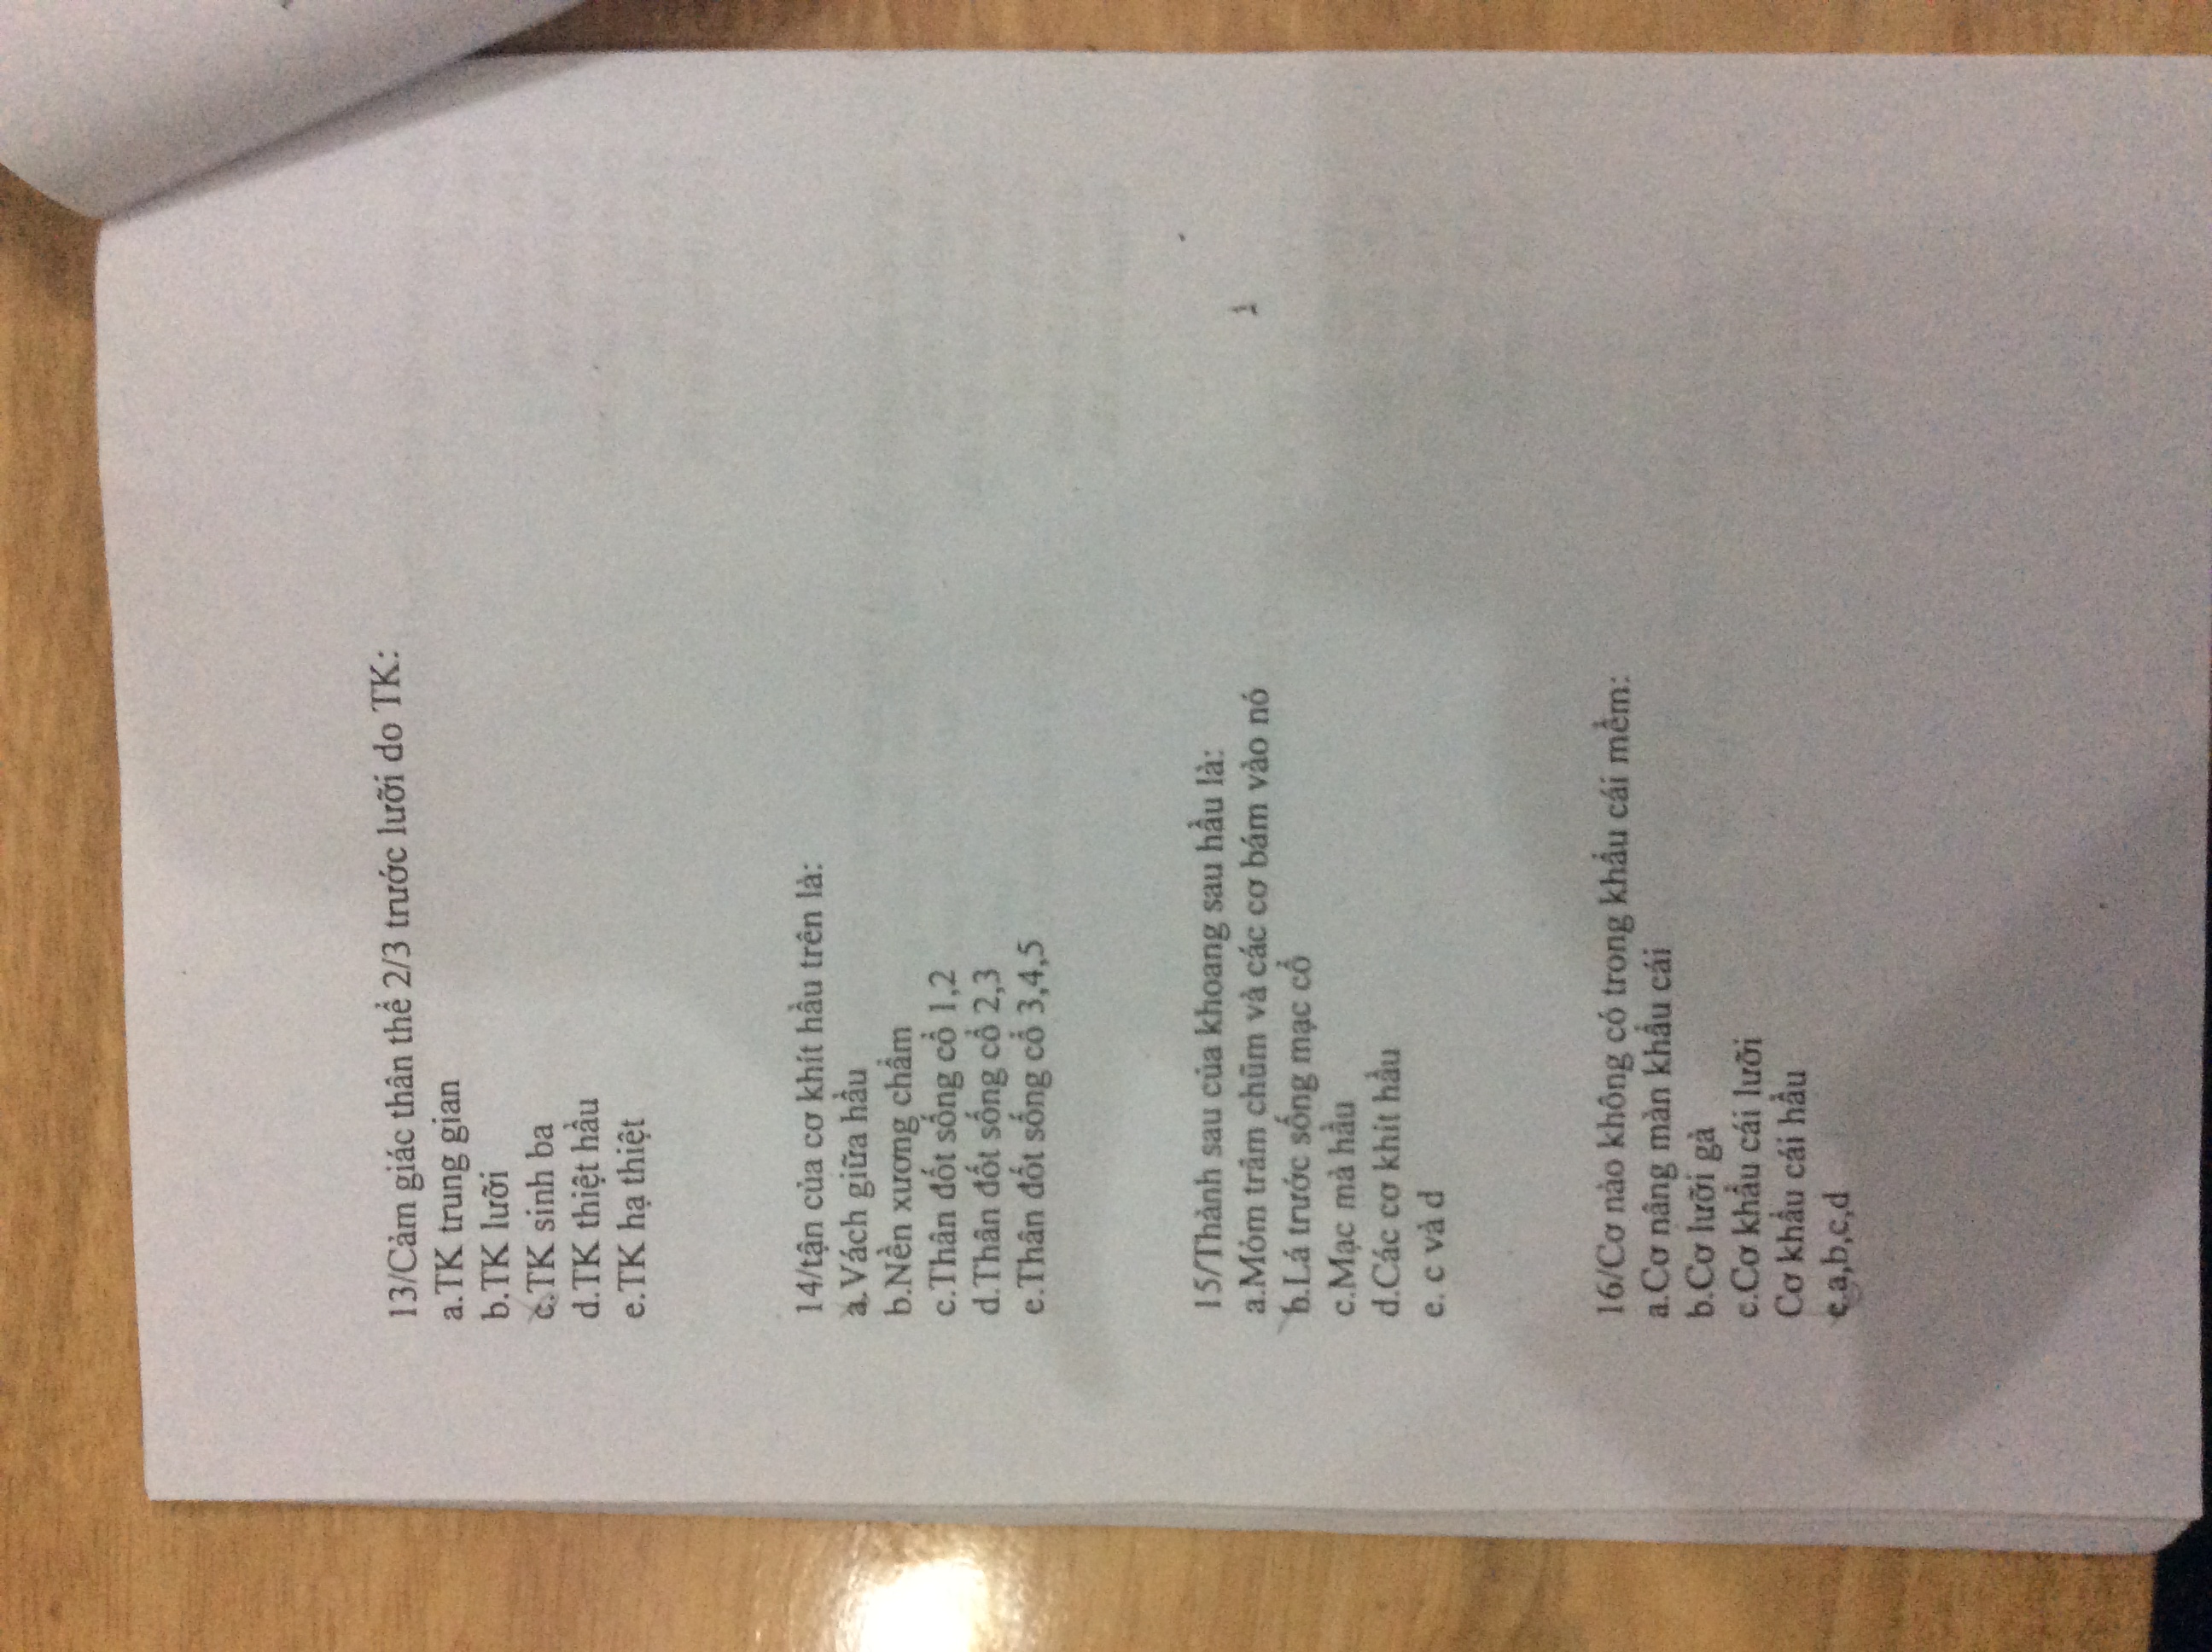 13/Cảm giác thân thể 2/3 trước lưỡi do TK:
a.TK trung gian
b.TK lưỡi
c.TK sinh ba
d.TK thiệt hầu
e.TK hạ thiệt
14/tận của cơ khít hầu trên là:
a.Vách giữa hầu
b.Nền xương chẩm
c.Thân đốt sống cổ 1,2
d.Thân đốt sống cổ 2,3
e.Thân đốt sống cổ 3,4,5
15/Thành sau của khoang sau hầu là:
a.Mỏm trâm chũm và các cơ bám vào nó
b.Lá trước sống mạc cổ
c.Mạc mà hầu
d.Các cơ khít hầu
e. c và d
16/Cơ nào không có trong khẩu cái mềm:
a.Cơ nâng màn khẩu cái
b.Cơ lưỡi gà
c.Cơ khẩu cái lưỡi
Cơ khẩu cái hầu
e.a,b,c,d